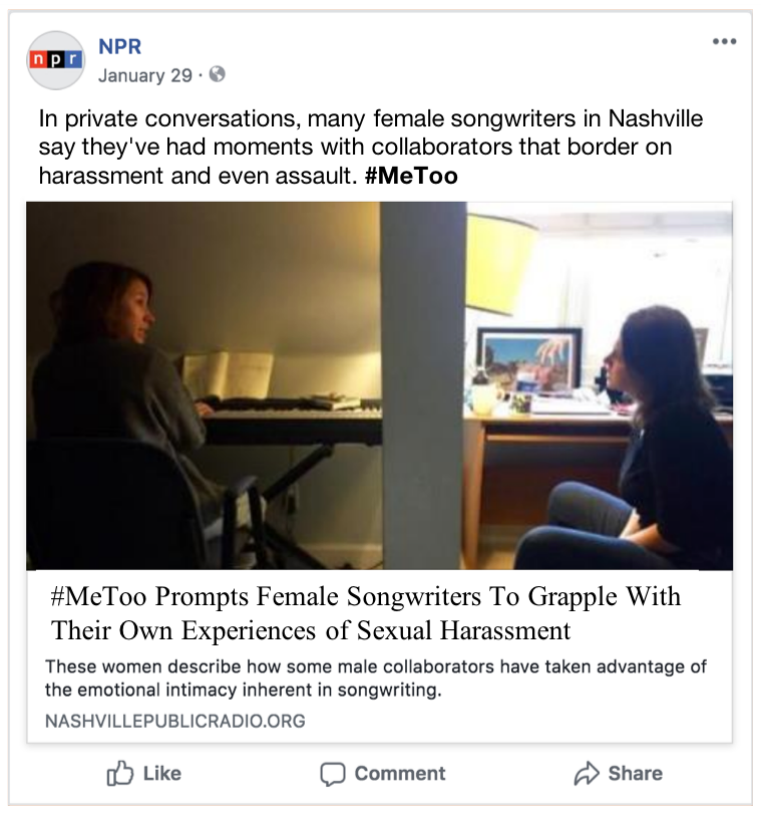 npr
NPR
January 29 ·
In private conversations, many female songwriters in Nashville
say they've had moments with collaborators that border on
harassment and even assault. #MeToo
#MeToo Prompts Female Songwriters To Grapple With
Their Own Experiences of Sexual Harassment
These women describe how some male collaborators have taken advantage of
the emotional intimacy inherent in songwriting.
NASHVILLEPUBLICRADIO.ORG
Like Comment Share